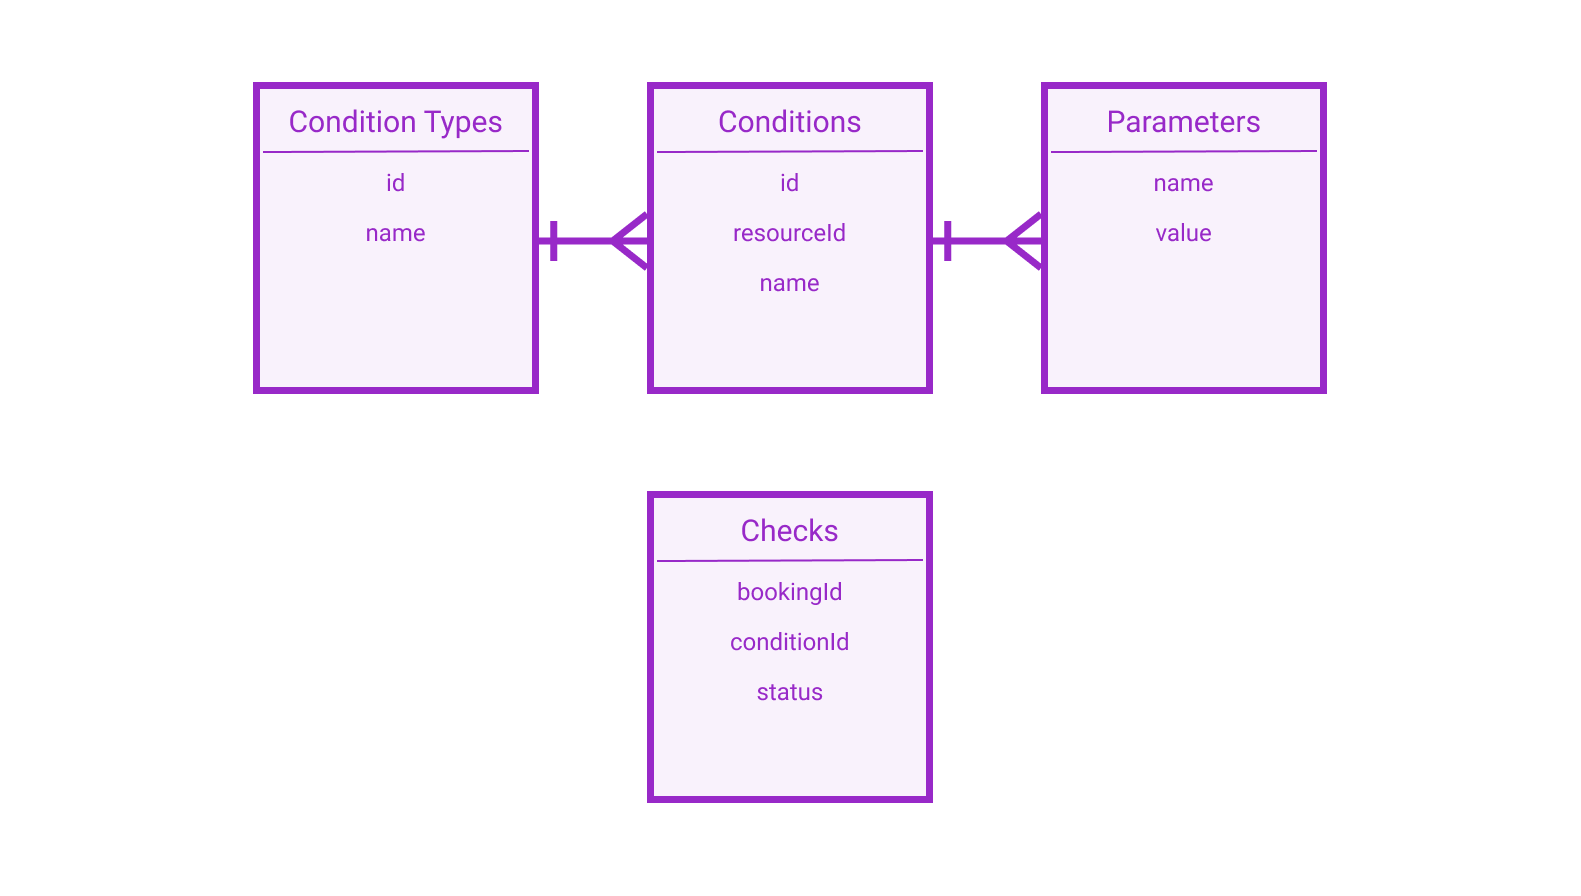 Condition Types
id
name
Conditions
id
resourceId
name
Parameters
name
value
Checks
bookingId
conditionId
status